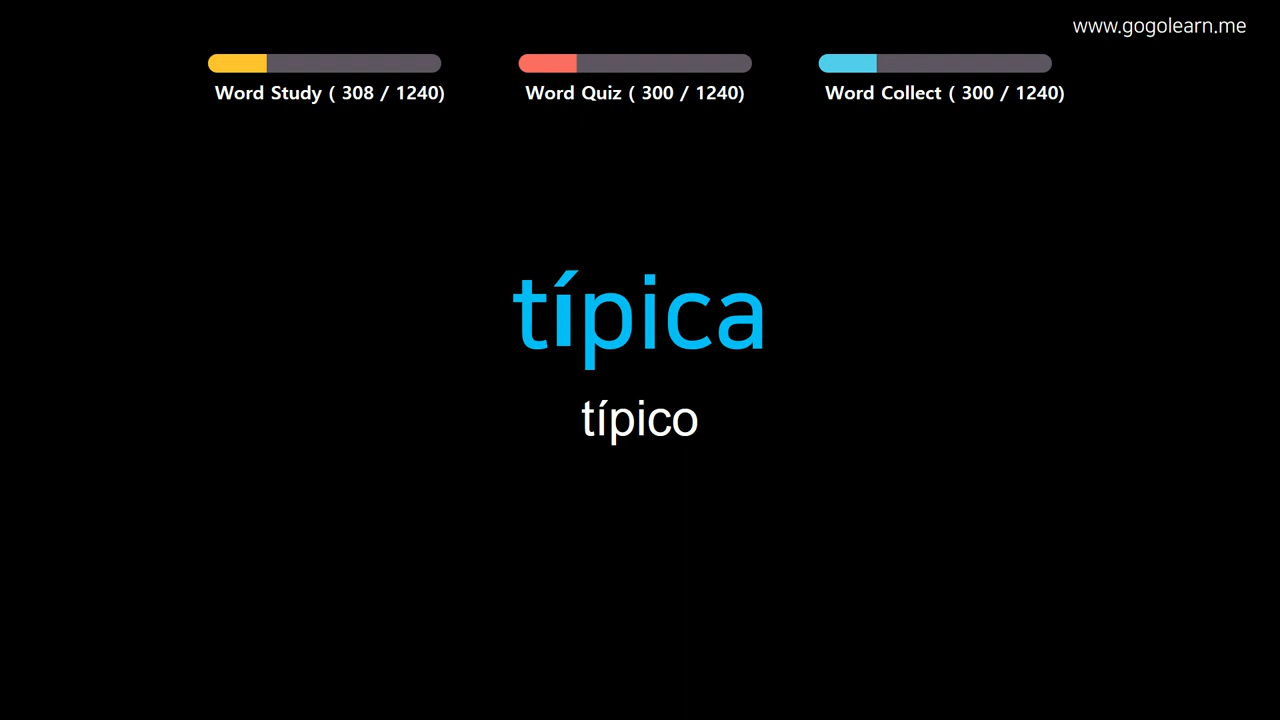 www.gogolearn.me
Word Study ( 308 / 1240)
Word Quiz ( 300 / 1240)
Word Collect ( 300 / 1240)
típica
típico